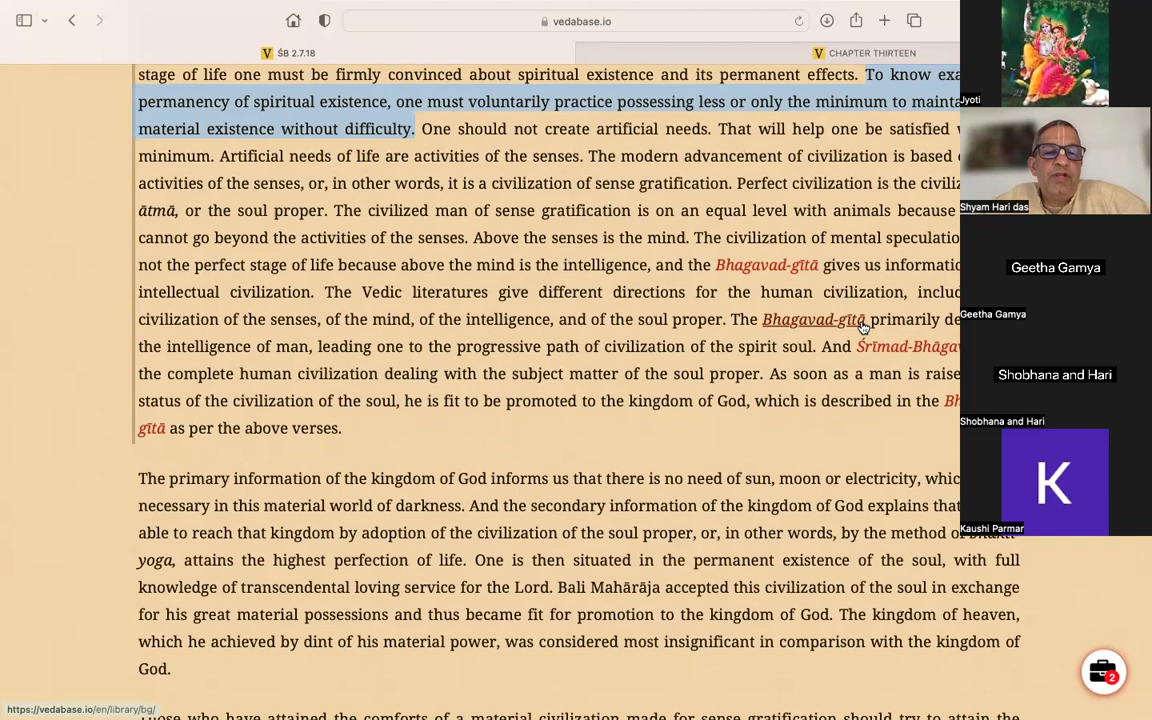 vedabase.io
ŚB 2.7.18
CHAPTER THIRTEEN
stage of life one must be firmly convinced about spiritual existence and its permanent effects. To know
permanency of spiritual existence, one must voluntarily practice possessing less or only the minimum to
material existence without difficulty. One should not create artificial needs. That will help one be satisfied
minimum. Artificial needs of life are activities of the senses. The modern advancement of civilization is based
activities of the senses, or, in other words, it is a civilization of sense gratification. Perfect civilization is the
ātmā, or the soul proper. The civilized man of sense gratification is on an equal level with animals because
cannot go beyond the activities of the senses. Above the senses is the mind. The civilization of mental
not the perfect stage of life because above the mind is the intelligence, and the Bhagavad-gītā gives us
intellectual civilization. The Vedic literatures give different directions for the human civilization,
civilization of the senses, of the mind, of the intelligence, and of the soul proper. The Bhagavad-gītā primarily
the intelligence of man, leading one to the progressive path of civilization of the spirit soul. And
the complete human civilization dealing with the subject matter of the soul proper. As soon as a man is
status of the civilization of the soul, he is fit to be promoted to the kingdom of God, which is described in the
gītā as per the above verses.
The primary information of the kingdom of God informs us that there is no need of sun, moon or electricity,
necessary in this material world of darkness. And the secondary information of the kingdom of God explains
able to reach that kingdom by adoption of the civilization of the soul proper, or, in other words, by the method of
yoga, attains the highest perfection of life. One is then situated in the permanent existence of the soul, with full
knowledge of transcendental loving service for the Lord. Bali Mahārāja accepted this civilization of the soul in exchange
for his great material possessions and thus became fit for promotion to the kingdom of God. The kingdom of heaven,
which he achieved by dint of his material power, was considered most insignificant in comparison with the kingdom of
God.
who have attained the comforts of a material civilization made for sense gratification should try to attain the
https://vedabase.io/en/library/bg/
Jyoti
Shyam Hari das
Geetha Gamya
Geetha Gamya
Shobhana and Hari
Shobhana and Hari
K
Kaushi Parmar
2